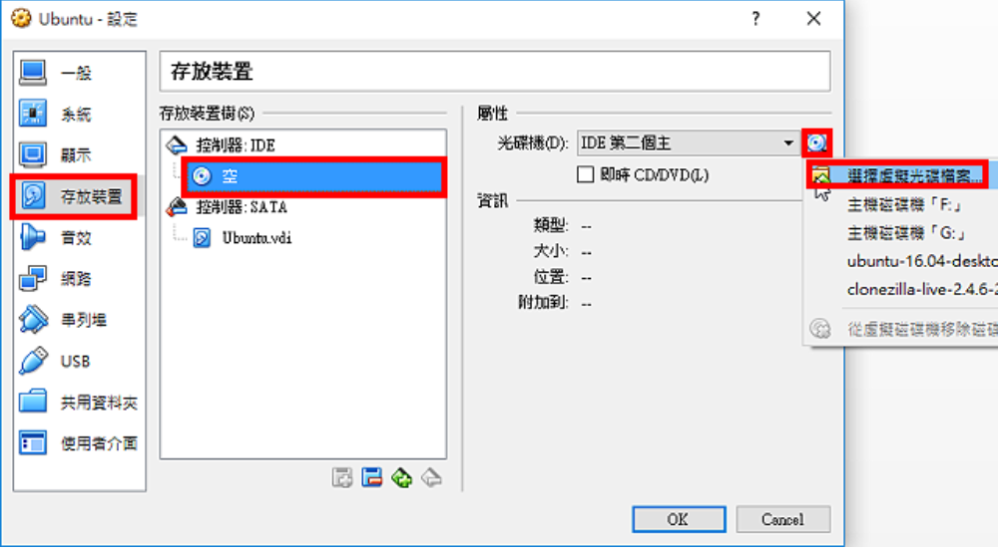 Ubuntu - 設定
?
一般
系統
顯示
存放裝置
音效
網路
串列埠
USB
共用資料夾
使用者介面
存放裝置
存放裝置樹(S)
控制器: IDE
空
控制器: SATA
Ubuntu.vdi
屬性
光碟機(D): IDE 第二個主
即時 CD/DVD(L)
資訊
類型: --
大小: --
位置: --
附加到: --
選擇虛擬光碟檔案...
主機磁碟機「F:」
主機磁碟機「G:」
ubuntu-16.04-deskto
clonezilla-live-2.4.6-2
從虛擬磁碟機移除磁碟
OK
Cancel